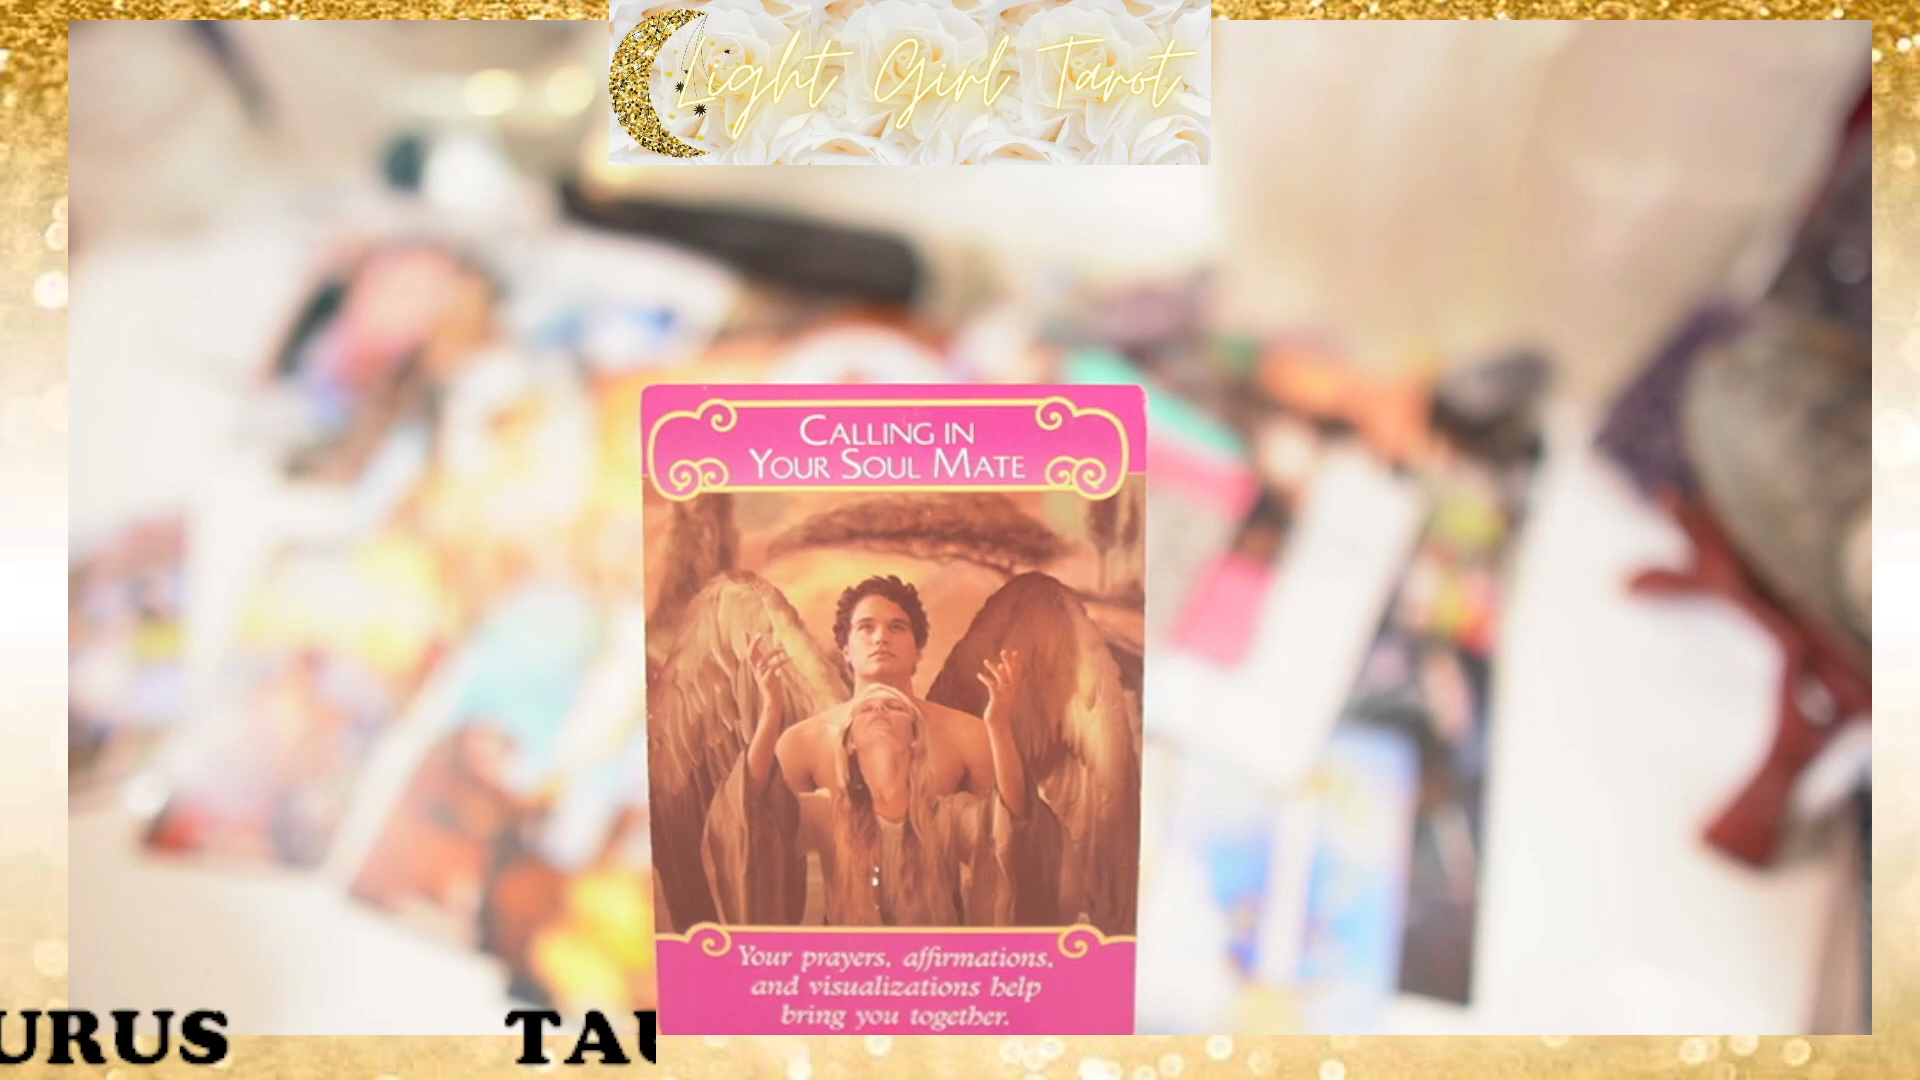 Light Girl Tarot
CALLING IN
YOUR SOUL MATE
Your prayers, affirmations,
and visualizations help
bring you together.
URUS TAU